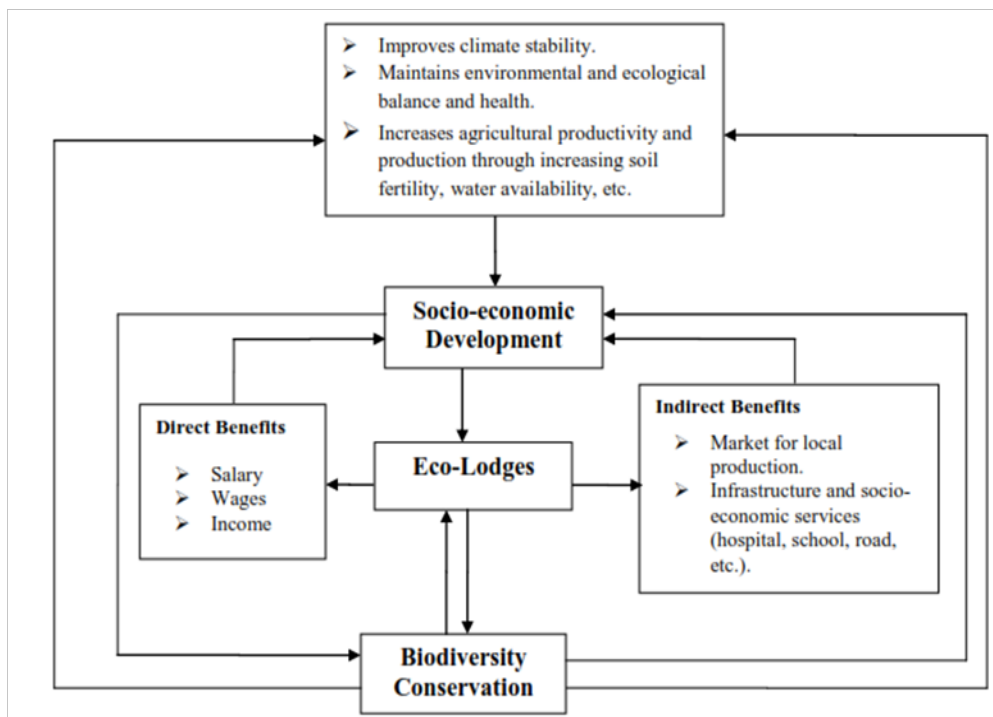 ➤ Improves climate stability.
➤ Maintains environmental and ecological
balance and health.
➤ Increases agricultural productivity and
production through increasing soil
fertility, water availability, etc.
Socio-economic
Development
Direct Benefits
➤ Salary
➤ Wages
➤ Income
Eco-Lodges
Indirect Benefits
➤ Market for local
production.
➤ Infrastructure and socio-
economic services
(hospital, school, road,
etc.).
Biodiversity
Conservation